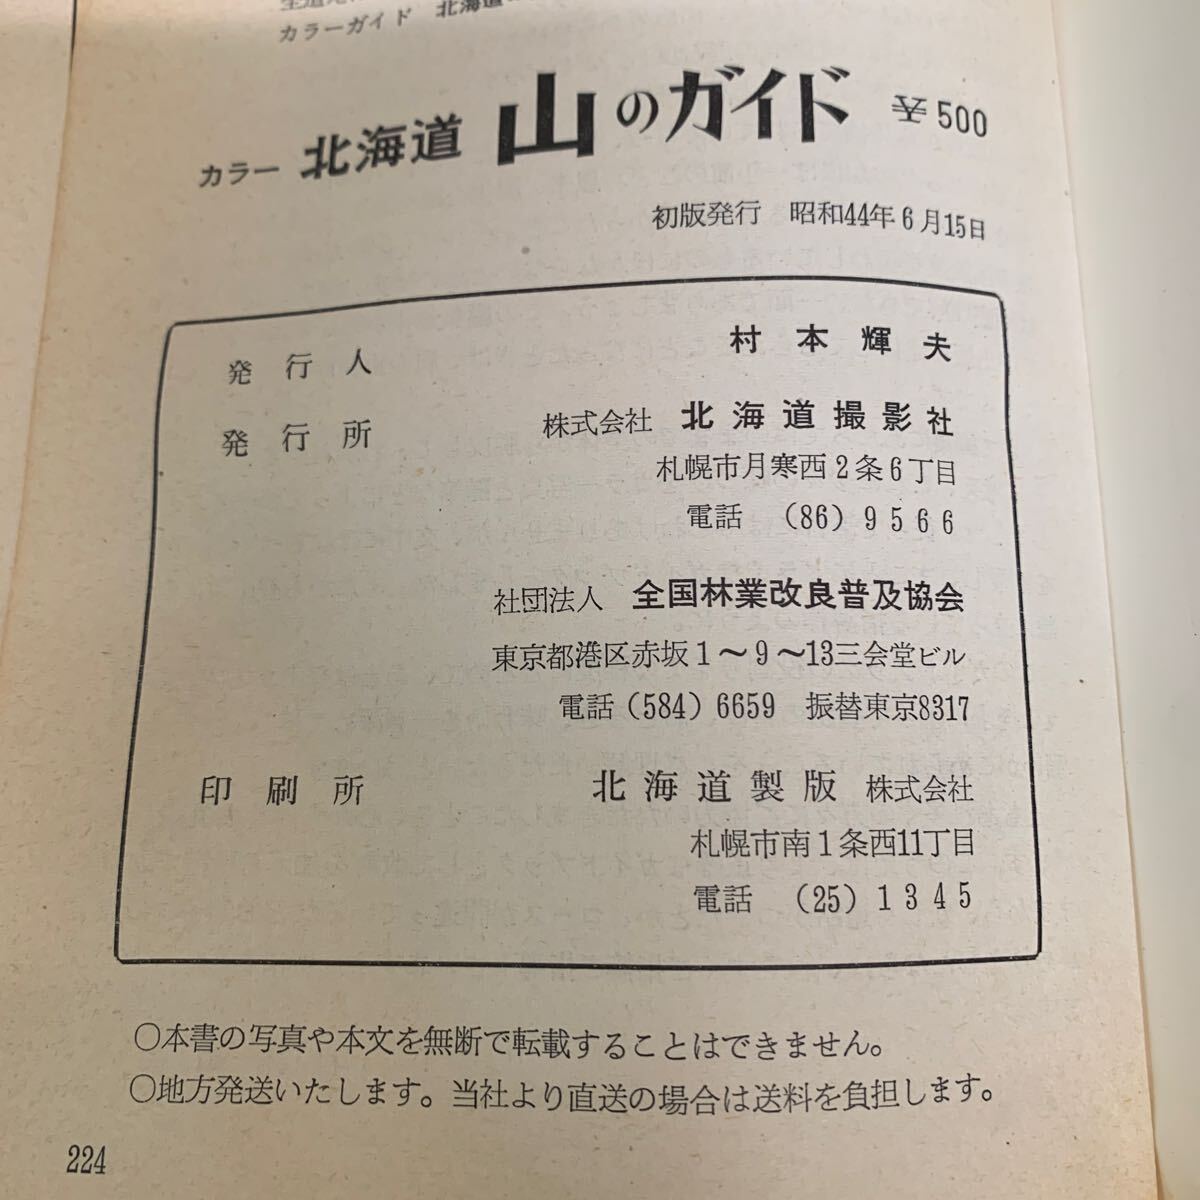 カラーガイド 北海道
カラー 北海道 山のガイド ¥500
初版発行 昭和44年6月15日
発行人 村本輝夫
発行所 株式会社 北海道撮影社
札幌市月寒西2条6丁目
電話 (86)9566
社団法人 全国林業改良普及協会
東京都港区赤坂1〜9〜13三会堂ビル
電話(584)6659 振替東京8317
印刷所 北海道製版 株式会社
札幌市南1条西11丁目
電話 (25)1345
○本書の写真や本文を無断で転載することはできません。
○地方発送いたします。当社より直送の場合は送料を負担します。
224